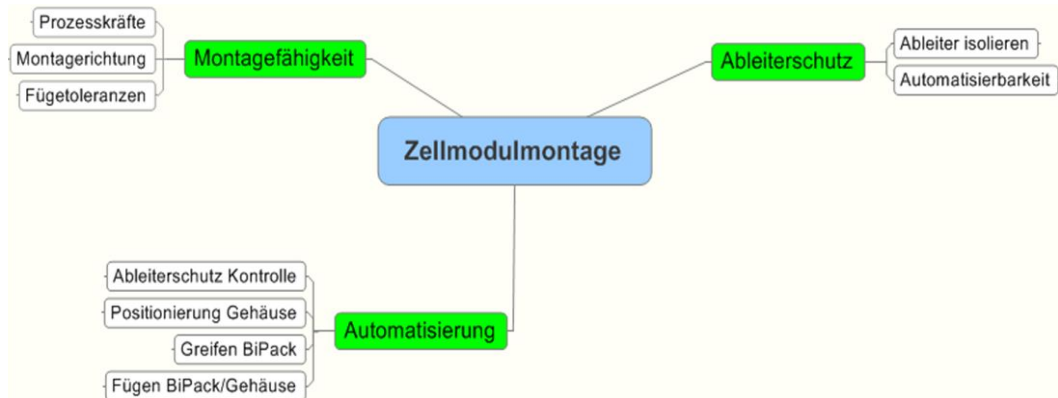 Prozesskräfte
Montagerichtung
Fügetoleranzen
Montagefähigkeit
Ableiterschutz
Ableiter isolieren
Automatisierbarkeit
Zellmodulmontage
Ableiterschutz Kontrolle
Positionierung Gehäuse
Greifen BiPack
Fügen BiPack/Gehäuse
Automatisierung